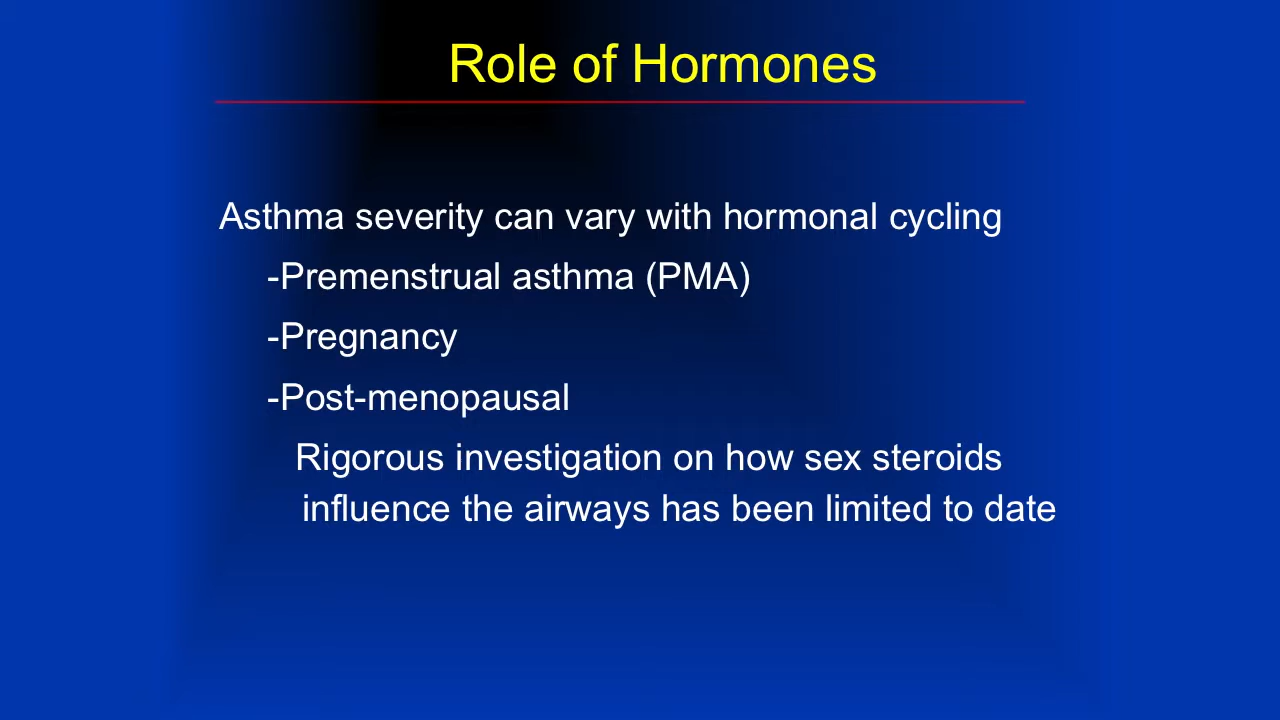 Role of Hormones
Asthma severity can vary with hormonal cycling
-Premenstrual asthma (PMA)
-Pregnancy
-Post-menopausal
Rigorous investigation on how sex steroids
influence the airways has been limited to date